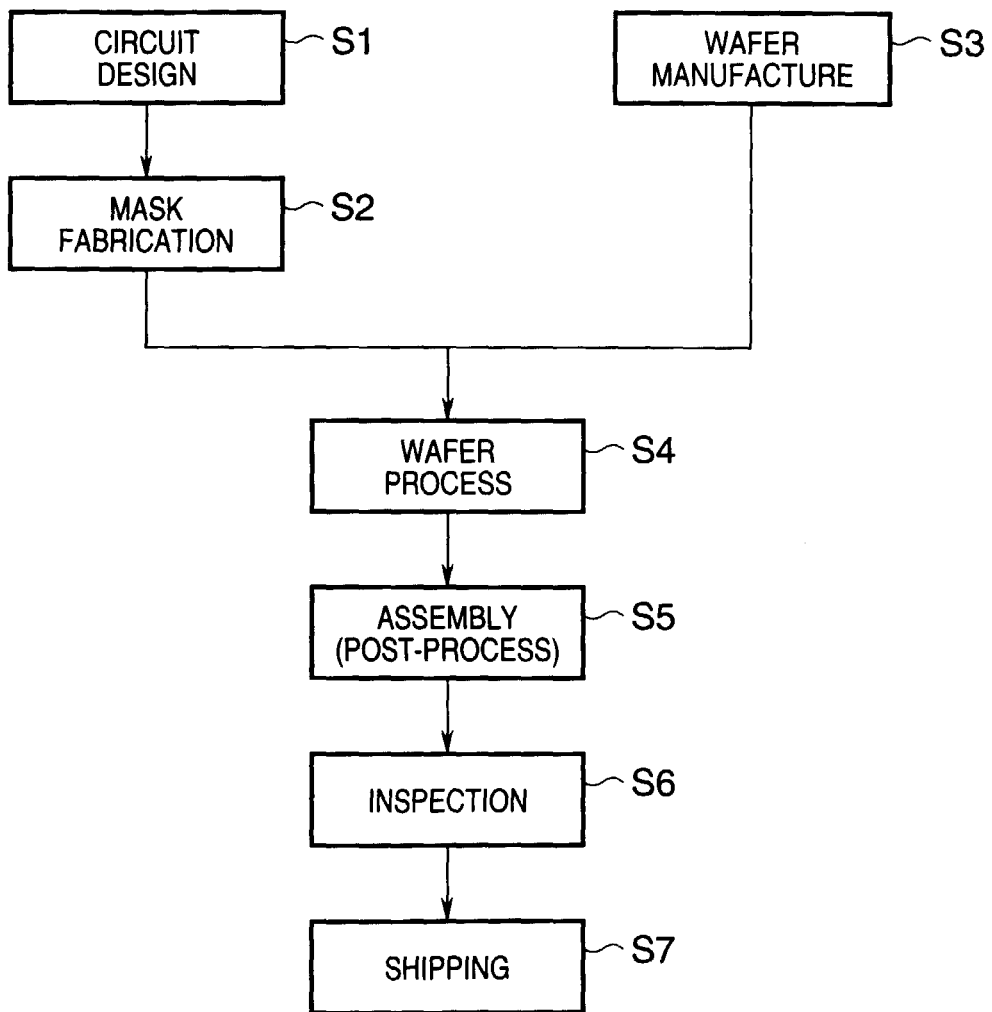 CIRCUIT
DESIGN
S1
WAFER
MANUFACTURE
S3
MASK
FABRICATION
S2
WAFER
PROCESS
S4
ASSEMBLY
(POST-PROCESS)
S5
INSPECTION
S6
SHIPPING
S7